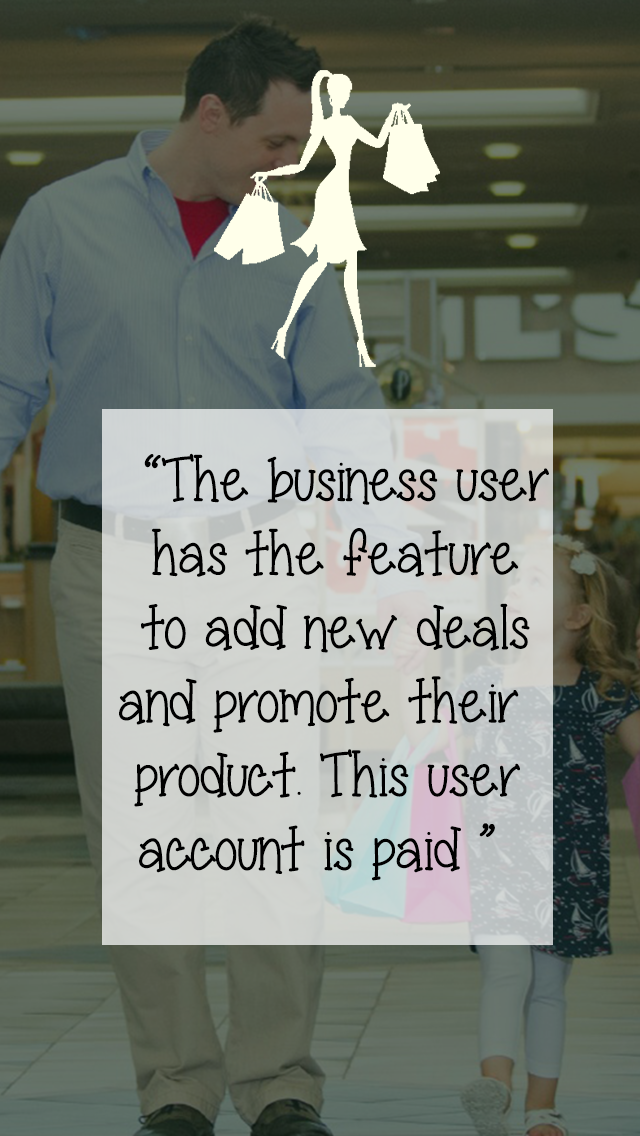 IL'S
“The business user
has the feature
to add new deals
and promote their
product. This user
account is paid ”